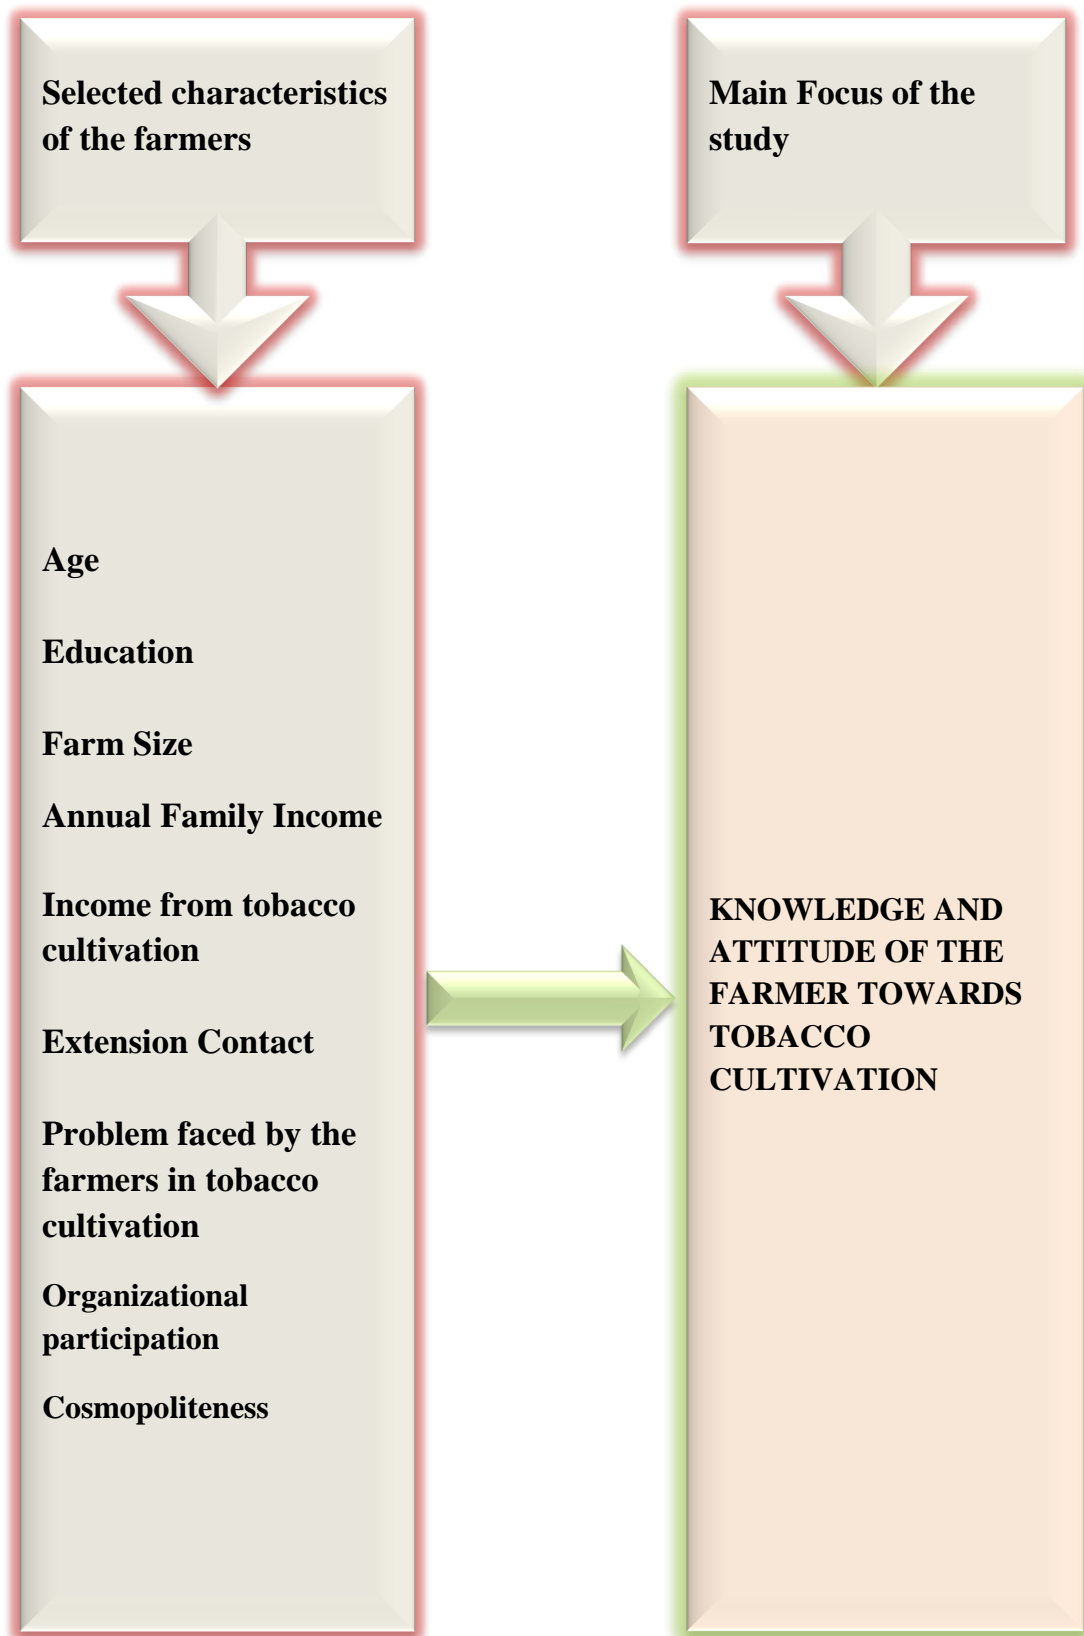 Selected characteristics
of the farmers
Main Focus of the
study
Age
Education
Farm Size
Annual Family Income
Income from tobacco
cultivation
Extension Contact
Problem faced by the
farmers in tobacco
cultivation
Organizational
participation
Cosmopoliteness
KNOWLEDGE AND
ATTITUDE OF THE
FARMER TOWARDS
TOBACCO
CULTIVATION